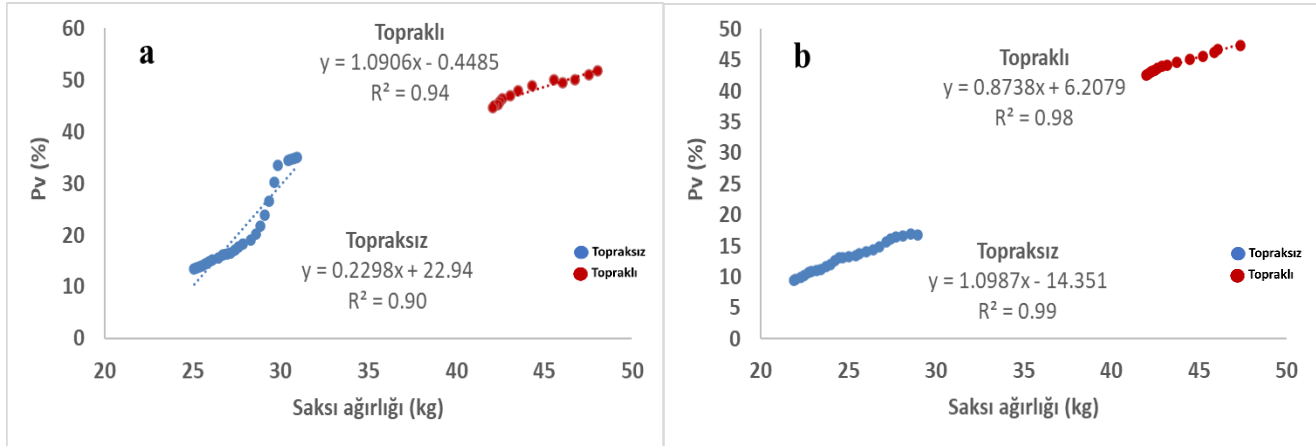 a
Topraklı
y = 1.0906x - 0.4485
R² = 0.94
Topraksız
y = 0.2298x + 22.94
R² = 0.90
Topraksız
Topraklı
Pv (%)
60
50
40
30
20
10
0
20 25 30 35 40 45 50
Saksı ağırlığı (kg)
b
Topraklı
y = 0.8738x + 6.2079
R² = 0.98
Topraksız
y = 1.0987x - 14.351
R² = 0.99
Topraksız
Topraklı
Pv (%)
50
45
40
35
30
25
20
15
10
5
0
20 25 30 35 40 45 50
Saksı ağırlığı (kg)